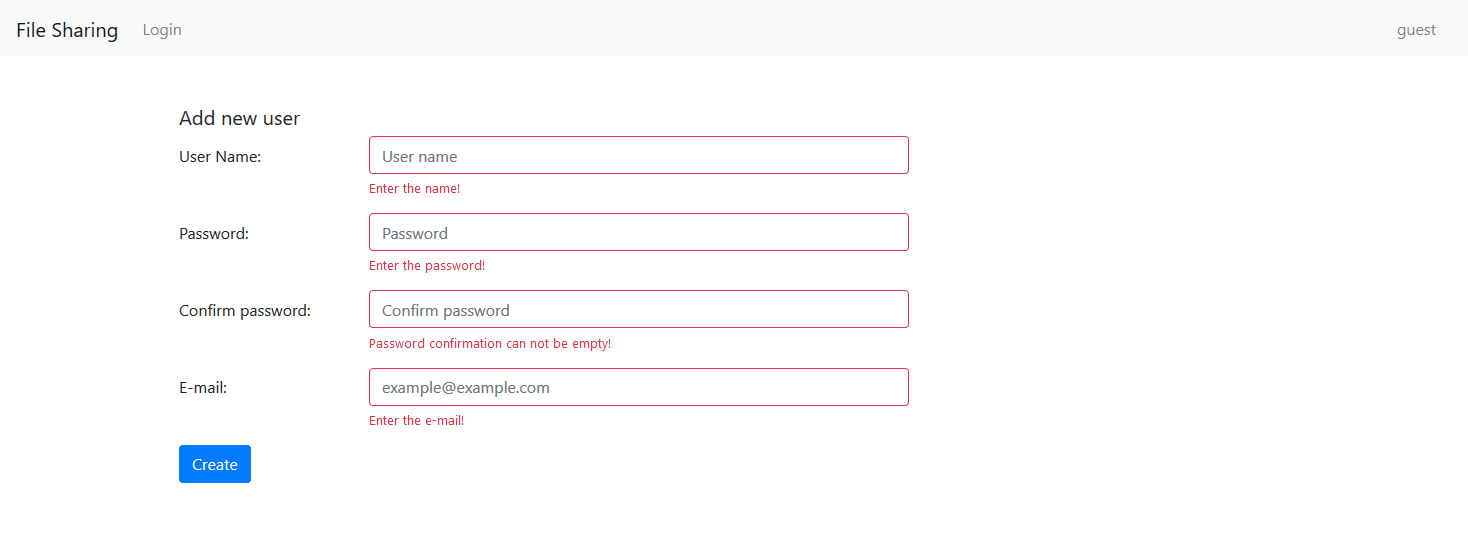 File Sharing Login guest
Add new user
User Name: User name
Enter the name!
Password: Password
Enter the password!
Confirm password: Confirm password
Password confirmation can not be empty!
E-mail: example@example.com
Enter the e-mail!
Create